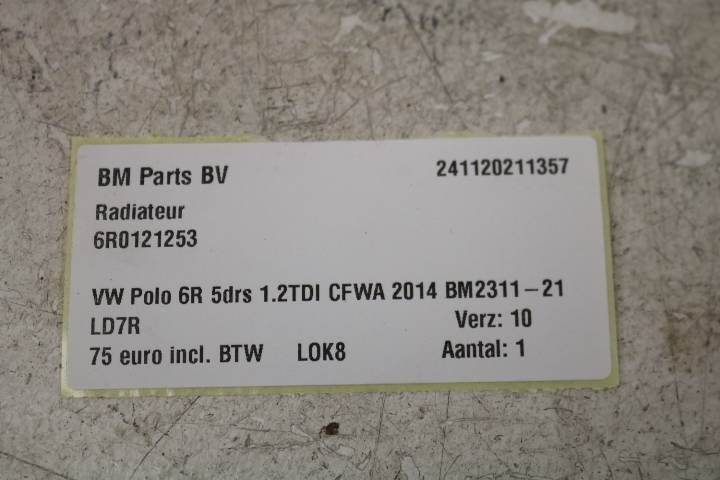 BM Parts BV 241120211357
Radiateur
6R0121253
VW Polo 6R 5drs 1.2TDI CFWA 2014 BM2311-21
LD7R Verz: 10
75 euro incl. BTW LOK8 Aantal: 1